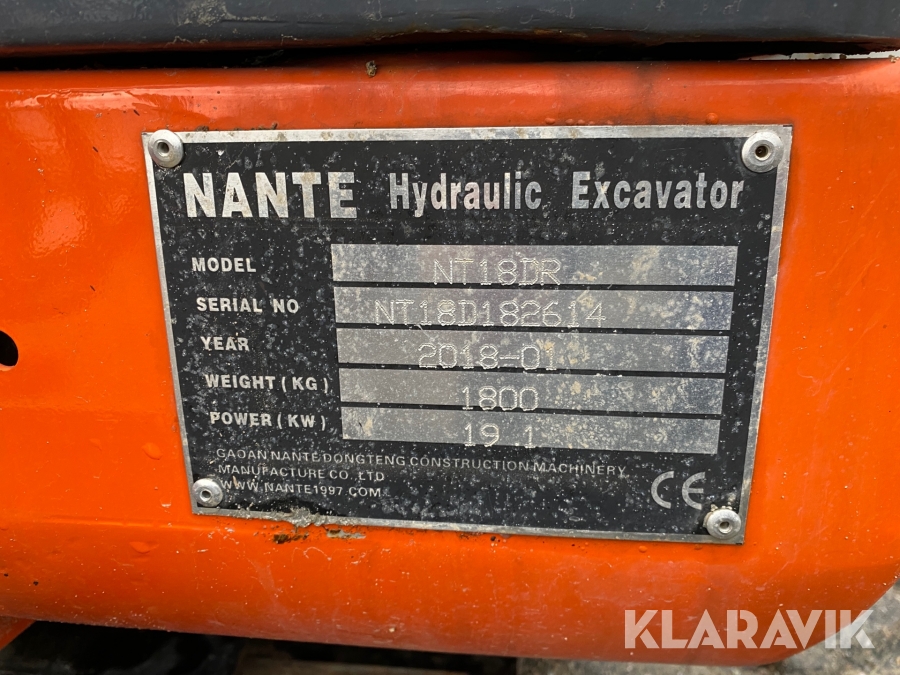 NANTE Hydraulic Excavator
MODEL NT18DR
SERIAL NO NT18D182614
YEAR 2018-01
WEIGHT(KG) 1800
POWER(KW) 19.1
GAOAN NANTE DONGTENG CONSTRUCTION MACHINERY
MANUFACTURE CO. LTD
WWW.NANTE1997.COM
CE
KLARAVIK